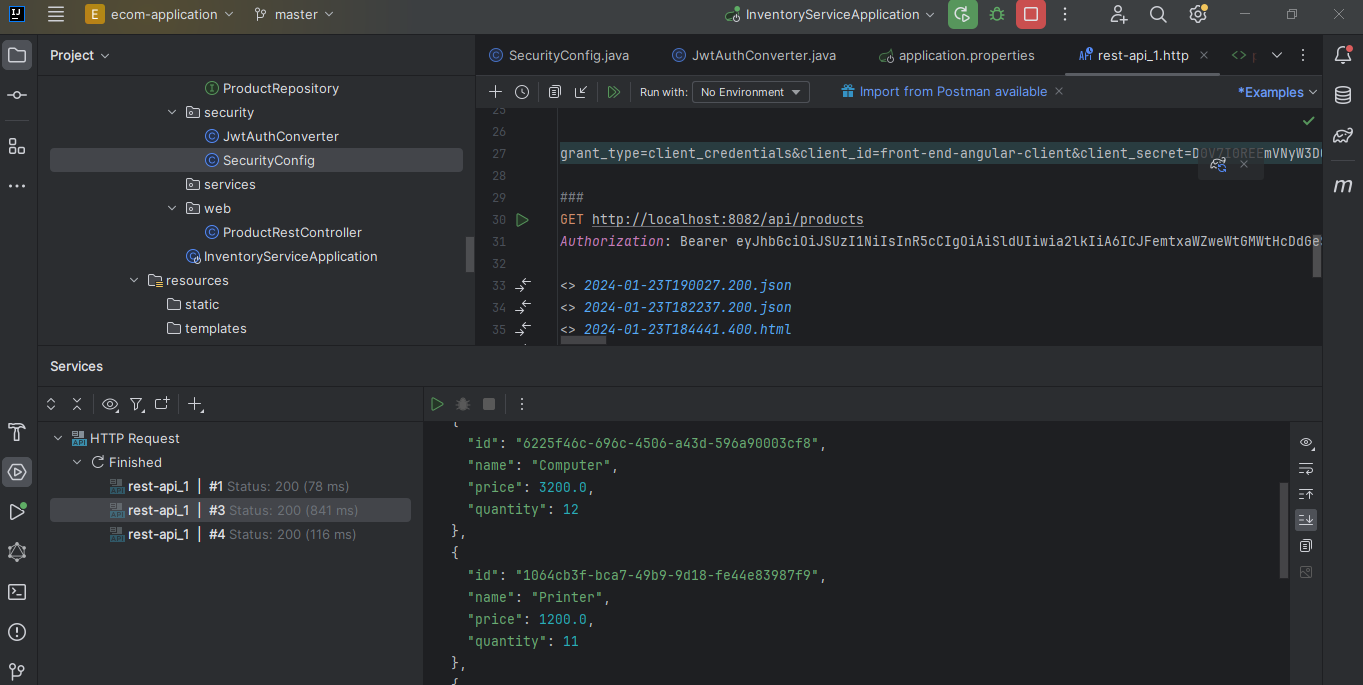 E ecom-application master InventoryServiceApplication
Project
SecurityConfig.java JwtAuthConverter.java application.properties API rest-api_1.http
Run with: No Environment Import from Postman available *Examples
ProductRepository
security
JwtAuthConverter
SecurityConfig
services
web
ProductRestController
InventoryServiceApplication
resources
static
templates
25
26
27 grant_type=client_credentials&client_id=front-end-angular-client&client_secret=
28
29 ###
30 GET http://localhost:8082/api/products
31 Authorization: Bearer
32
33 <> 2024-01-23T190027.200.json
34 <> 2024-01-23T182237.200.json
35 <> 2024-01-23T184441.400.html
Services
HTTP Request
Finished
rest-api_1 | #1 Status: 200 (78 ms)
rest-api_1 | #3 Status: 200 (841 ms)
rest-api_1 | #4 Status: 200 (116 ms)
{
"id": "6225f46c-696c-4506-a43d-596a90003cf8",
"name": "Computer",
"price": 3200.0,
"quantity": 12
},
{
"id": "1064cb3f-bca7-49b9-9d18-fe44e83987f9",
"name": "Printer",
"price": 1200.0,
"quantity": 11
},
{